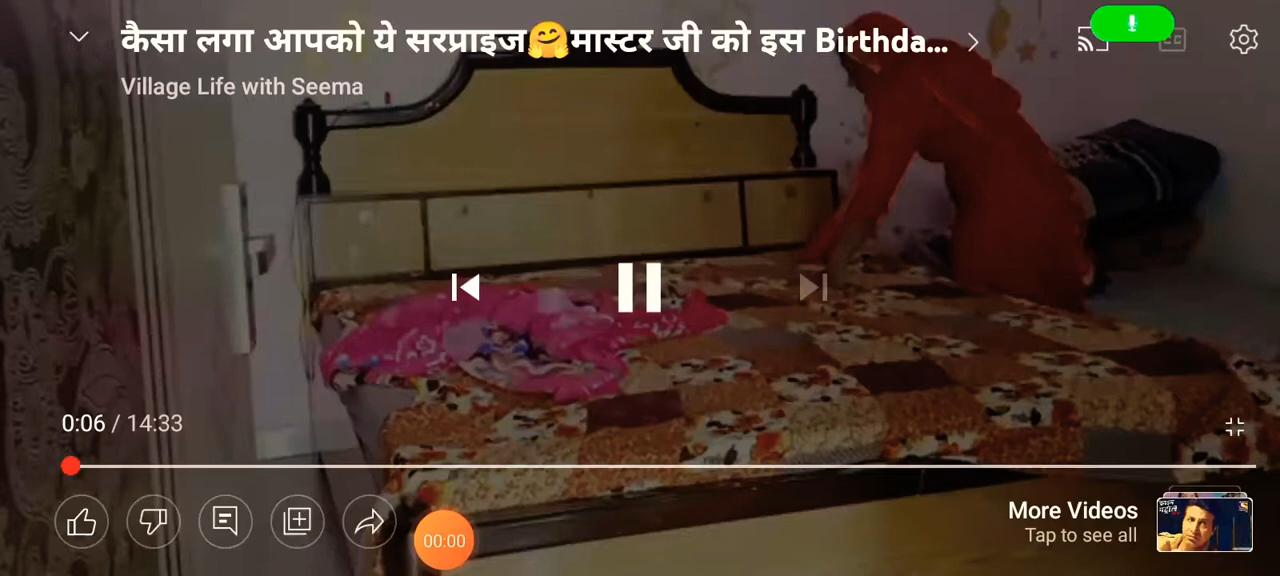 कैसा लगा आपको ये सरप्राइज🤗मास्टर जी को इस Birthda...
Village Life with Seema
0:06 / 14:33
More Videos
Tap to see all
00:00